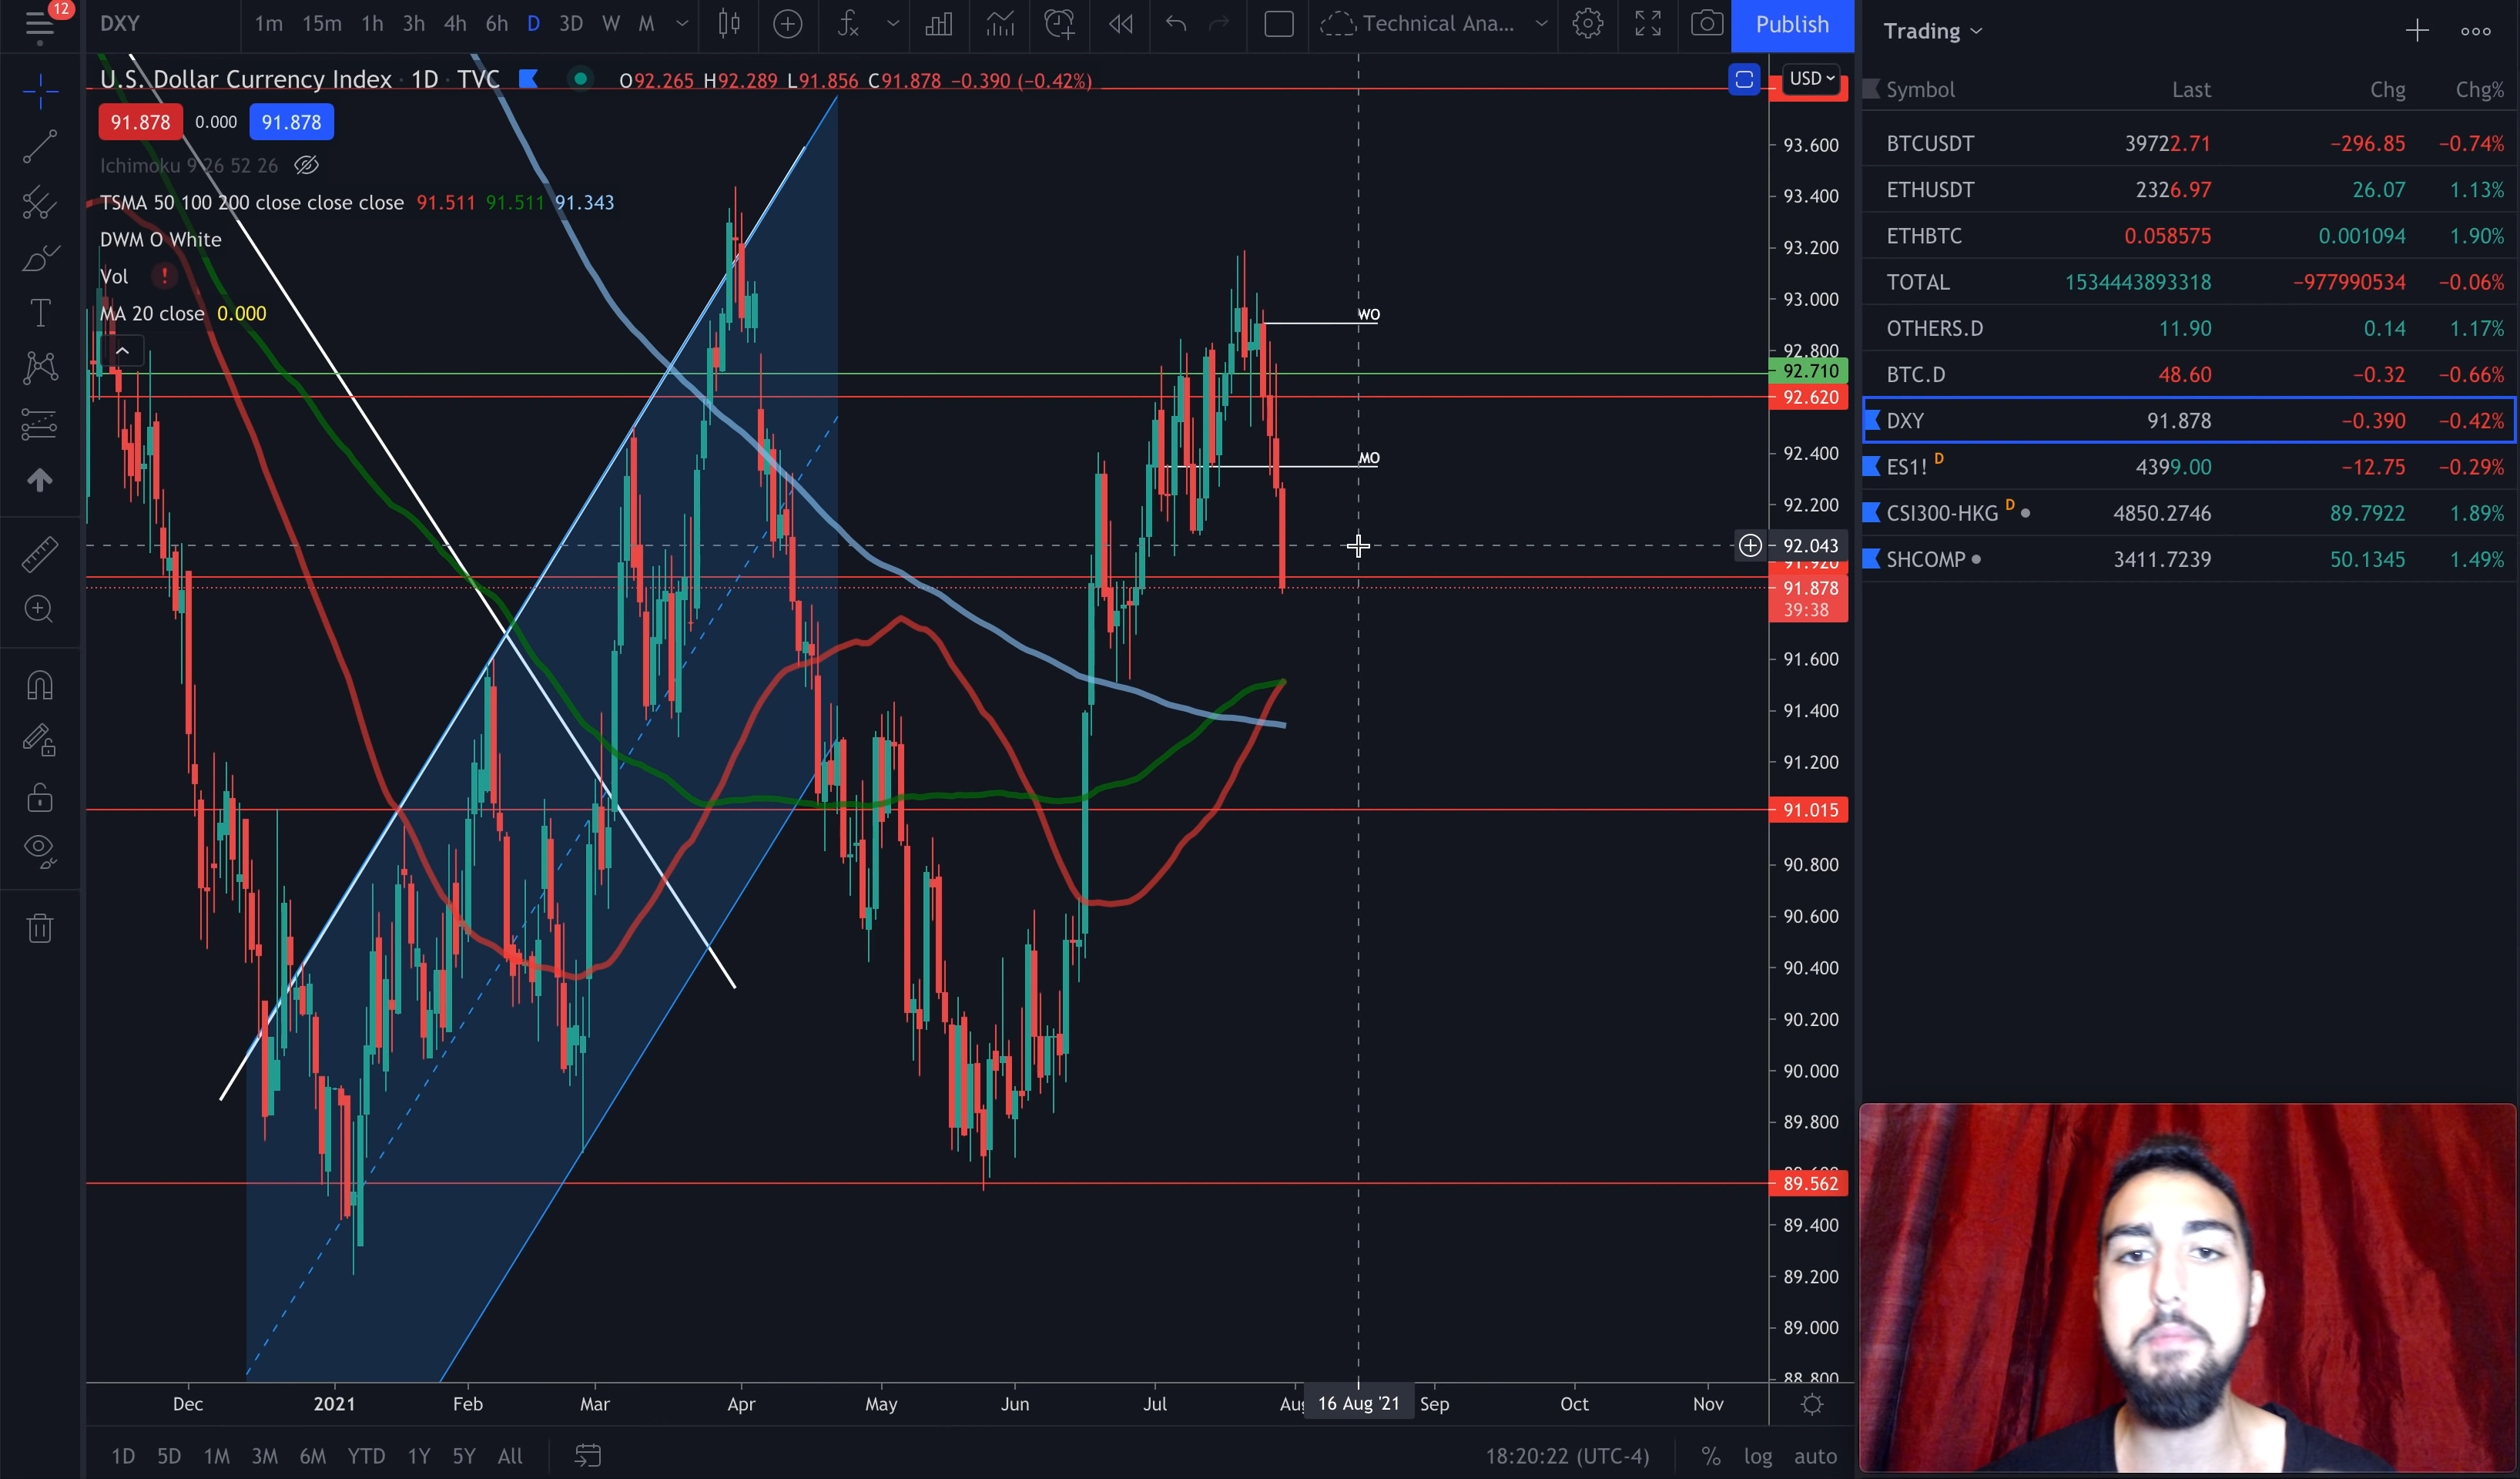 12
DXY 1m 15m 1h 3h 4h 6h D 3D W M Technical Ana... Publish
U.S. Dollar Currency Index · 1D · TVC O92.265 H92.289 L91.856 C91.878 −0.390 (−0.42%)
USD
91.878 0.000 91.878
Ichimoku 9 26 52 26
TSMA 50 100 200 close close close 91.511 91.511 91.343
DWM O White
Vol !
MA 20 close 0.000
WO
MO
93.600
93.400
93.200
93.000
92.800
92.710
92.620
92.400
92.200
92.043
91.920
91.878
39:38
91.600
91.400
91.200
91.015
90.800
90.600
90.400
90.200
90.000
89.800
89.562
89.400
89.200
89.000
88.800
Dec 2021 Feb Mar Apr May Jun Jul Aug 16 Aug '21 Sep Oct Nov
1D 5D 1M 3M 6M YTD 1Y 5Y All 18:20:22 (UTC-4) % log auto
Trading
Symbol Last Chg Chg%
BTCUSDT 39722.71 −296.85 −0.74%
ETHUSDT 2326.97 26.07 1.13%
ETHBTC 0.058575 0.001094 1.90%
TOTAL 1534443893318 −977990534 −0.06%
OTHERS.D 11.90 0.14 1.17%
BTC.D 48.60 −0.32 −0.66%
DXY 91.878 −0.390 −0.42%
ES1! D 4399.00 −12.75 −0.29%
CSI300-HKG D 4850.2746 89.7922 1.89%
SHCOMP 3411.7239 50.1345 1.49%